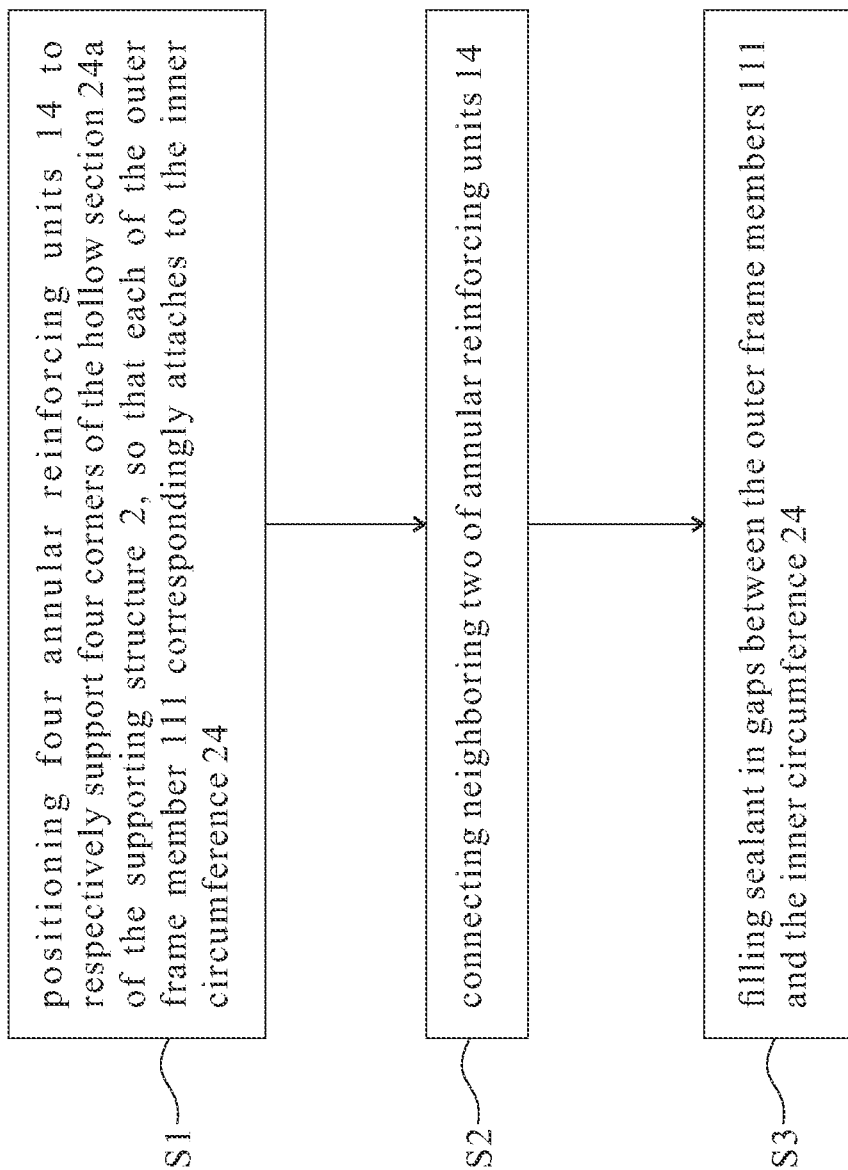 positioning four annular reinforcing units 14 to
respectively support four corners of the hollow section 24a
of the supporting structure 2, so that each of the outer
frame member 111 correspondingly attaches to the inner
circumference 24
S1
connecting neighboring two of annular reinforcing units 14
S2
filling sealant in gaps between the outer frame members 111
and the inner circumference 24
S3